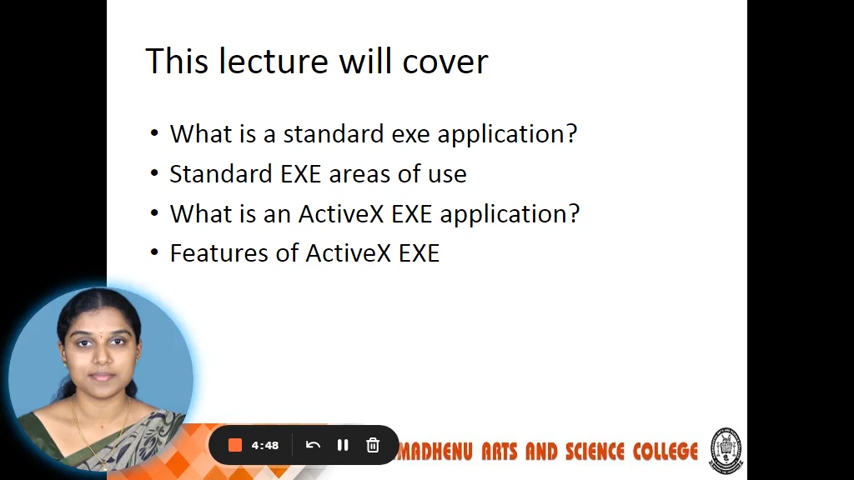 This lecture will cover
• What is a standard exe application?
• Standard EXE areas of use
• What is an ActiveX EXE application?
• Features of ActiveX EXE
4:48
MADHENU ARTS AND SCIENCE COLLEGE